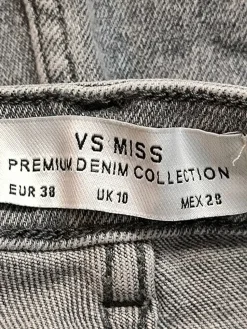 VS MISS
PREMIUM DENIM COLLECTION
EUR 38 UK 10 MEX 28